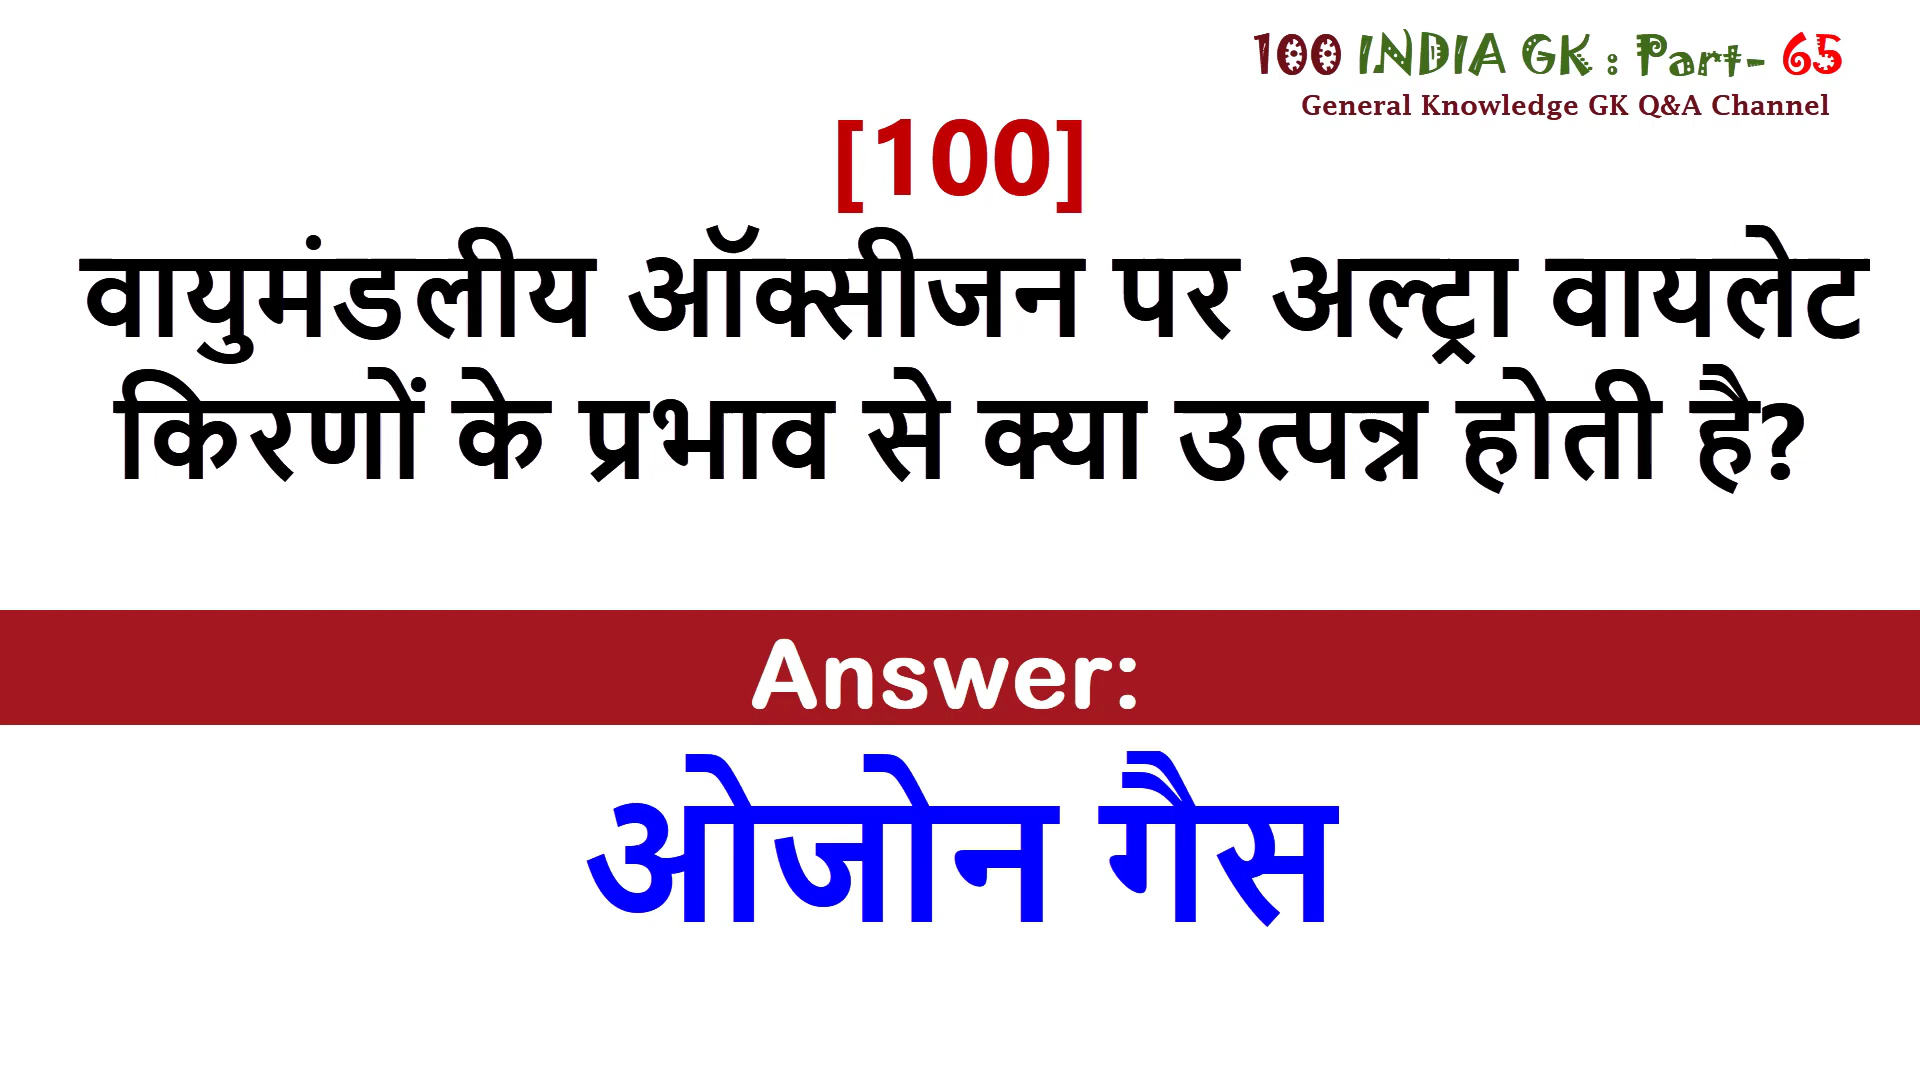 100 INDIA GK : Part- 65
General Knowledge GK Q&A Channel
[100]
वायुमंडलीय ऑक्सीजन पर अल्ट्रा वायलेट
किरणों के प्रभाव से क्या उत्पन्न होती है?
Answer:
ओजोन गैस